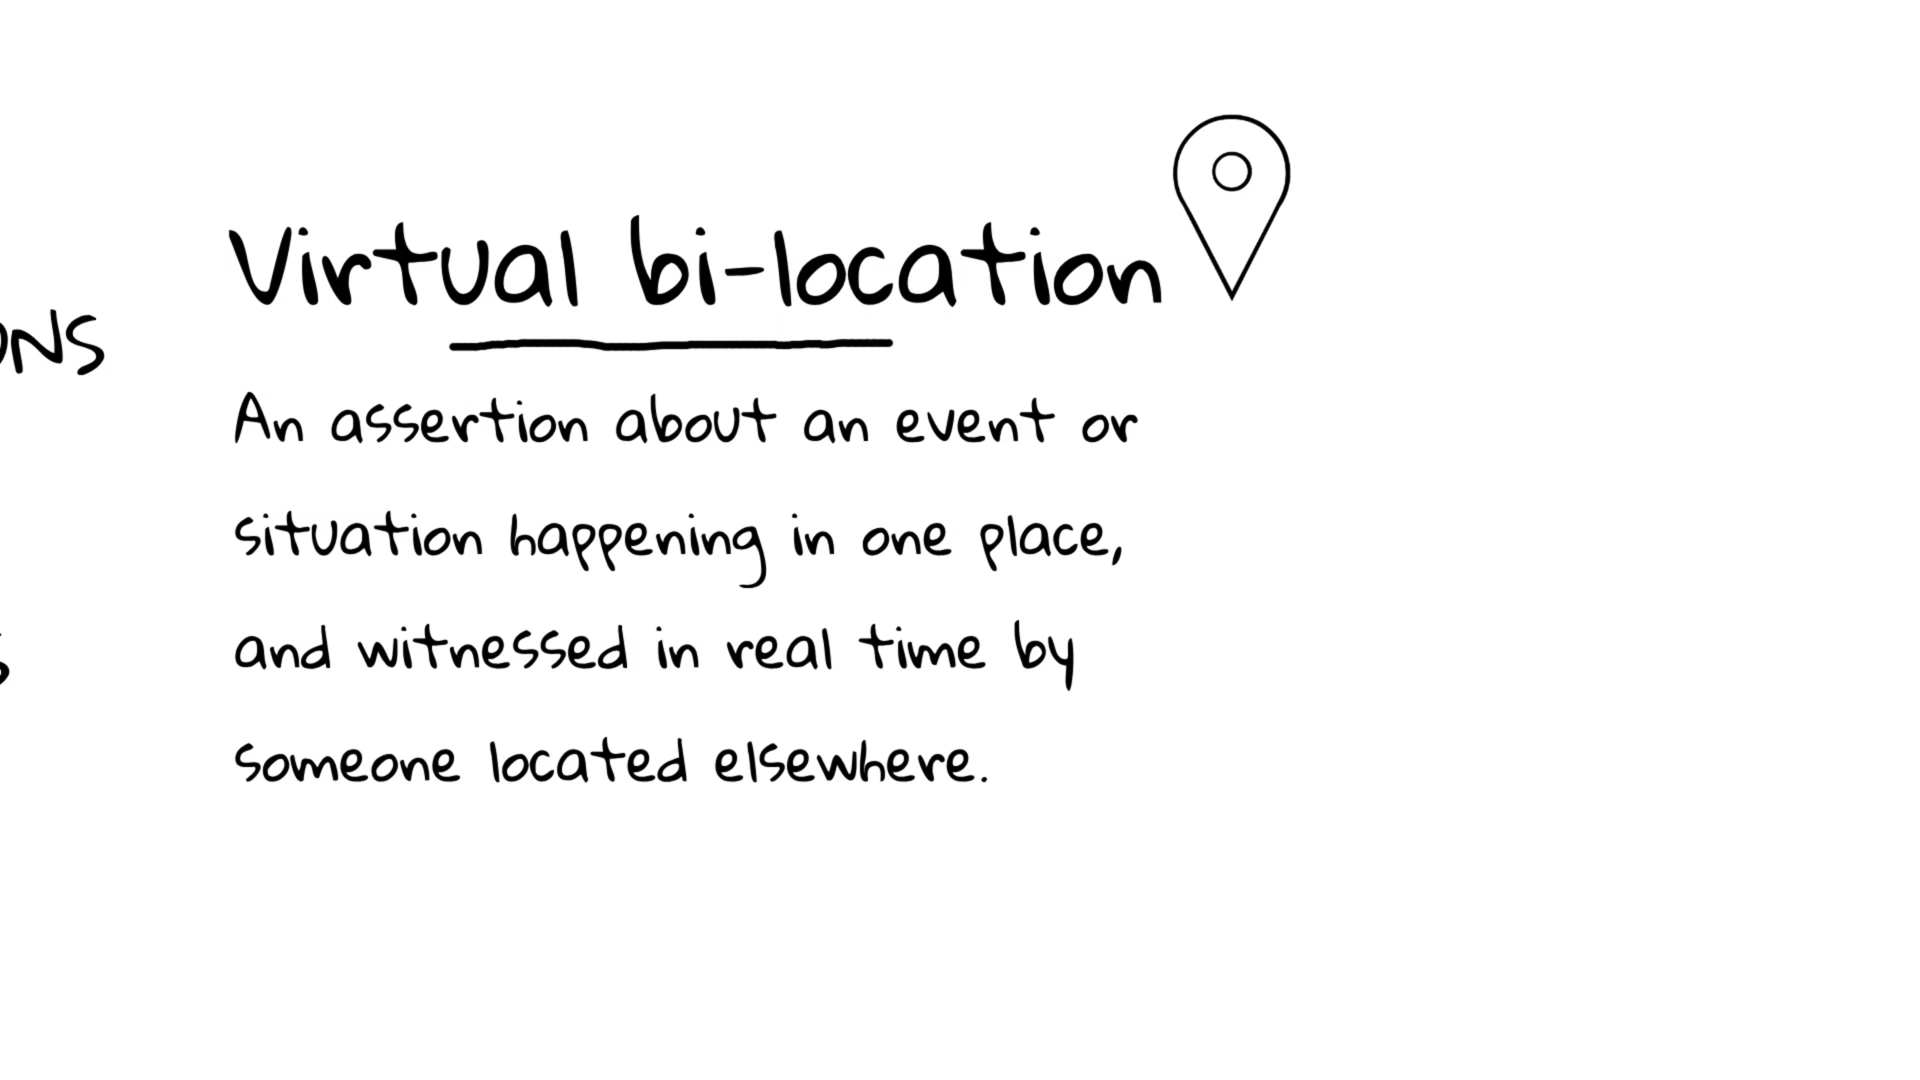 Virtual bi-location
An assertion about an event or
situation happening in one place,
and witnessed in real time by
someone located elsewhere.